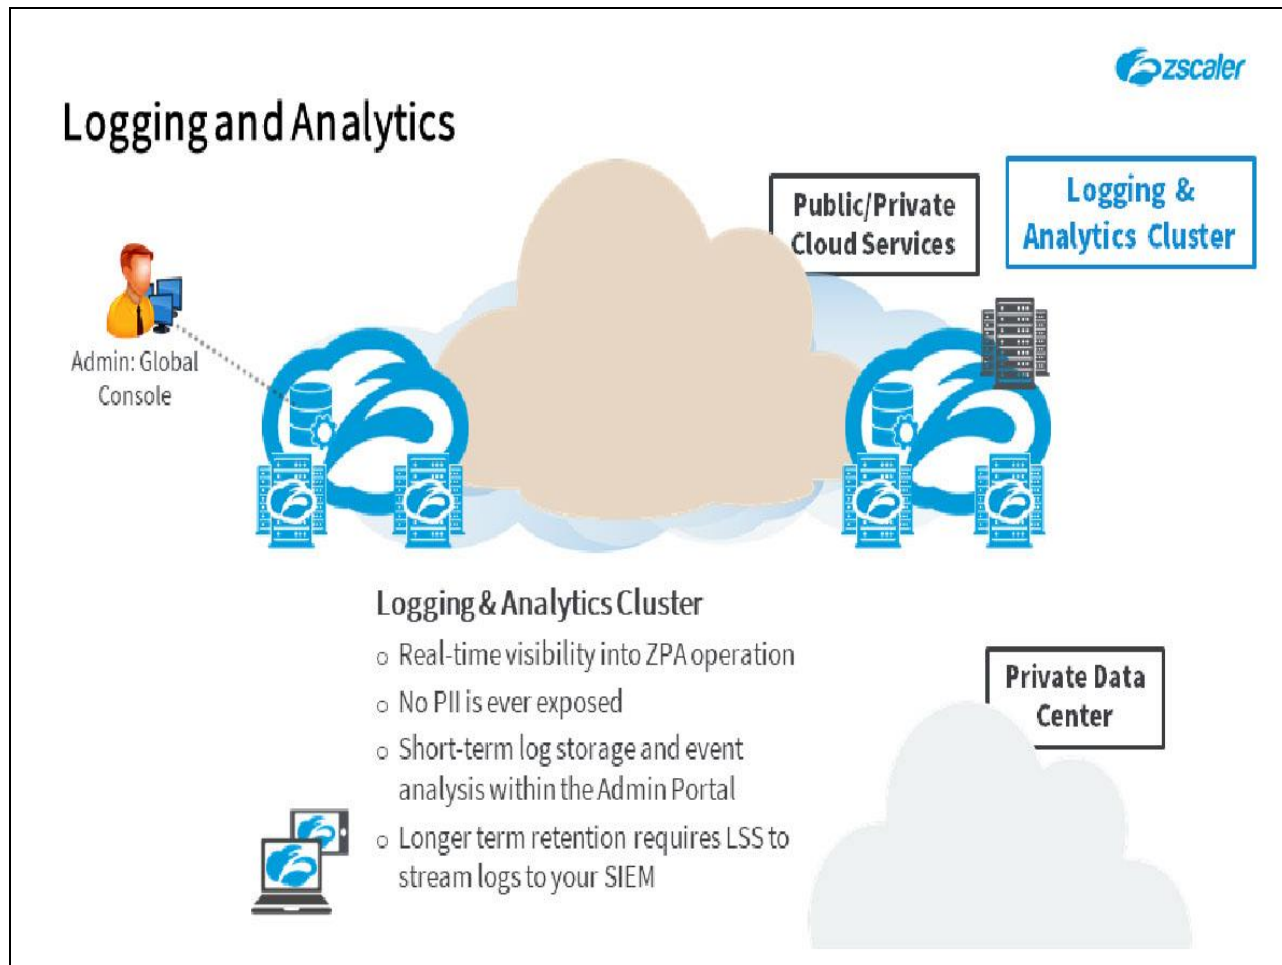 zscaler
Logging and Analytics
Public/Private
Cloud Services
Logging &
Analytics Cluster
Admin: Global
Console
Logging & Analytics Cluster
o Real-time visibility into ZPA operation
o No PII is ever exposed
o Short-term log storage and event
analysis within the Admin Portal
o Longer term retention requires LSS to
stream logs to your SIEM
Private Data
Center